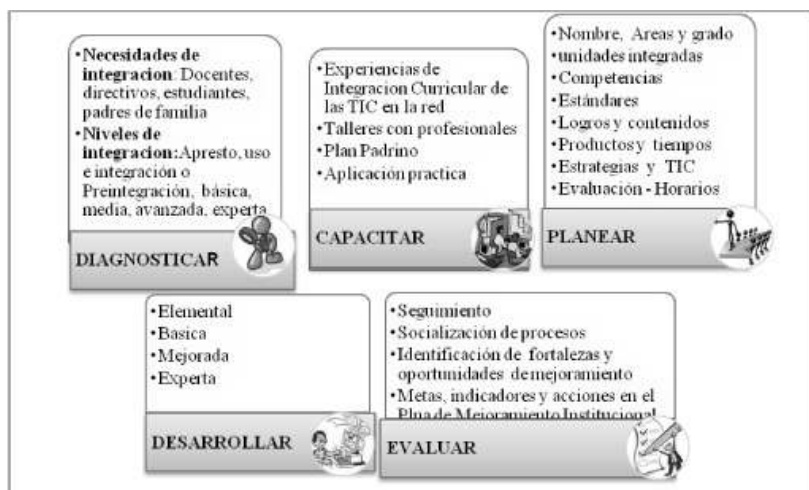 •Necesidades de
integracion: Docentes,
directivos, estudiantes,
padres de familia
•Niveles de
integracion:Apresto, uso
e integración o
Preintegración, básica,
media, avanzada, experta
DIAGNOSTICAR
•Experiencias de
Integracion Curricular de
las TIC en la red
•Talleres con profesionales
•Plan Padrino
•Aplicación practica
CAPACITAR
•Nombre, Areas y grado
•unidades integradas
•Competencias
•Estándares
•Logros y contenidos
•Productos y tiempos
•Estrategias y TIC
•Evaluación - Horarios
PLANEAR
•Elemental
•Basica
•Mejorada
•Experta
DESARROLLAR
•Seguimiento
•Socialización de procesos
•Identificación de fortalezas y
oportunidades de mejoramiento
•Metas, indicadores y acciones en el
Plna de Mejoramiento Institucional
EVALUAR